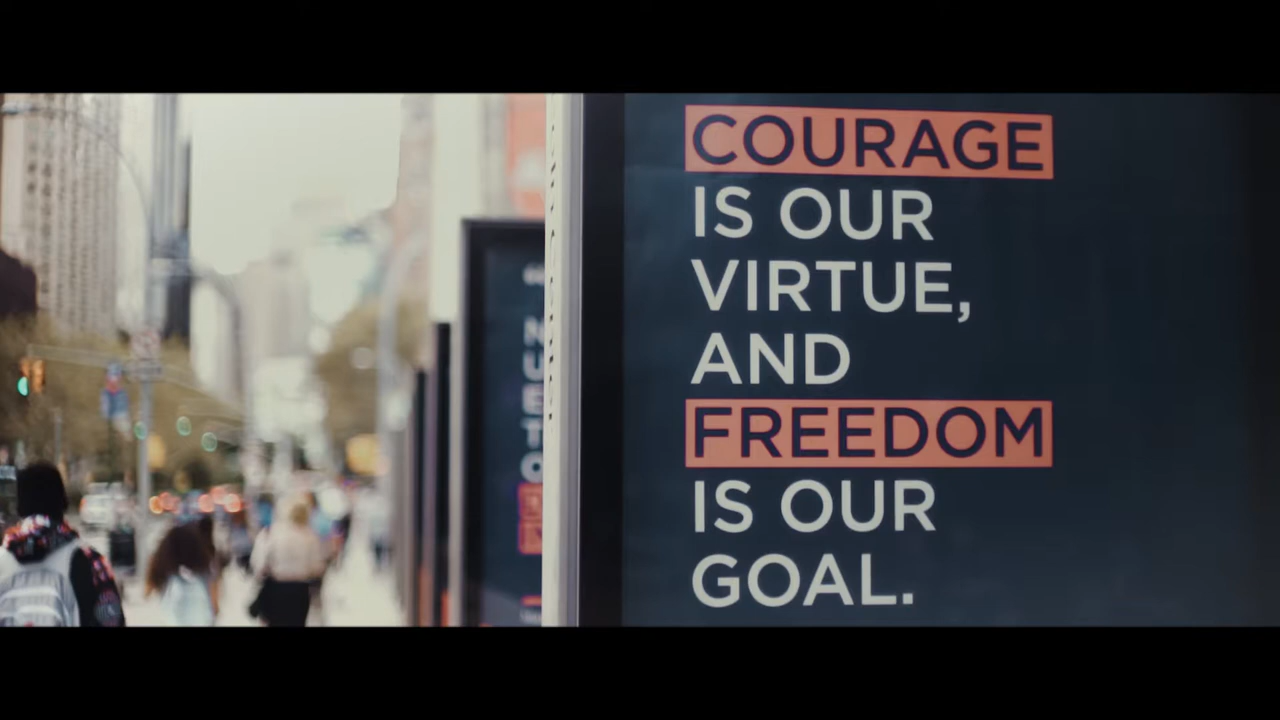 COURAGE
IS OUR
VIRTUE,
AND
FREEDOM
IS OUR
GOAL.